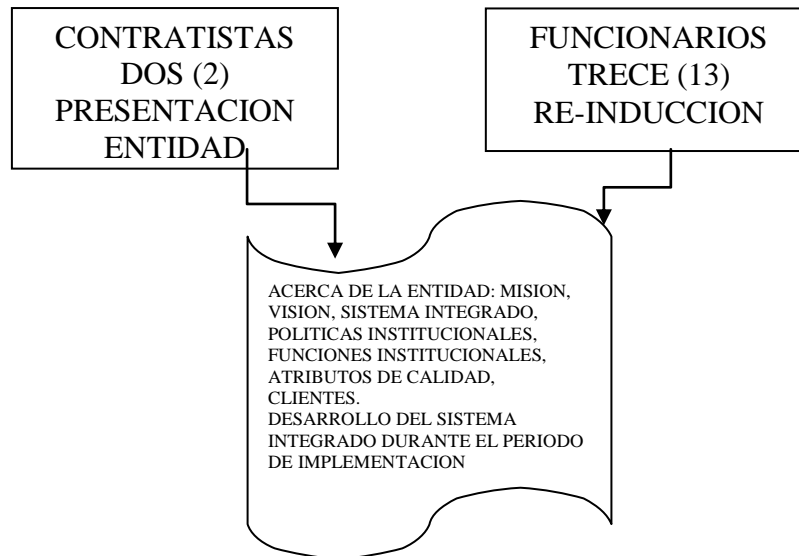 CONTRATISTAS
DOS (2)
PRESENTACION
ENTIDAD
FUNCIONARIOS
TRECE (13)
RE-INDUCCION
ACERCA DE LA ENTIDAD: MISION,
VISION, SISTEMA INTEGRADO,
POLITICAS INSTITUCIONALES,
FUNCIONES INSTITUCIONALES,
ATRIBUTOS DE CALIDAD,
CLIENTES.
DESARROLLO DEL SISTEMA
INTEGRADO DURANTE EL PERIODO
DE IMPLEMENTACION